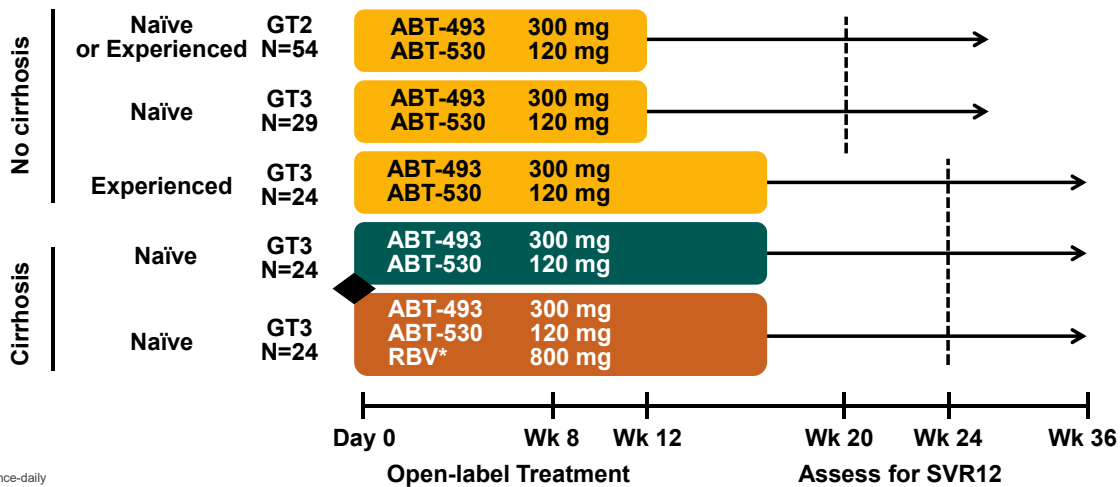 No cirrhosis
Naïve
or Experienced
GT2
N=54
ABT-493 300 mg
ABT-530 120 mg
Naïve
GT3
N=29
ABT-493 300 mg
ABT-530 120 mg
Experienced
GT3
N=24
ABT-493 300 mg
ABT-530 120 mg
Cirrhosis
Naïve
GT3
N=24
ABT-493 300 mg
ABT-530 120 mg
Naïve
GT3
N=24
ABT-493 300 mg
ABT-530 120 mg
RBV* 800 mg
Day 0 Wk 8 Wk 12 Wk 20 Wk 24 Wk 36
Open-label Treatment Assess for SVR12
nce-daily